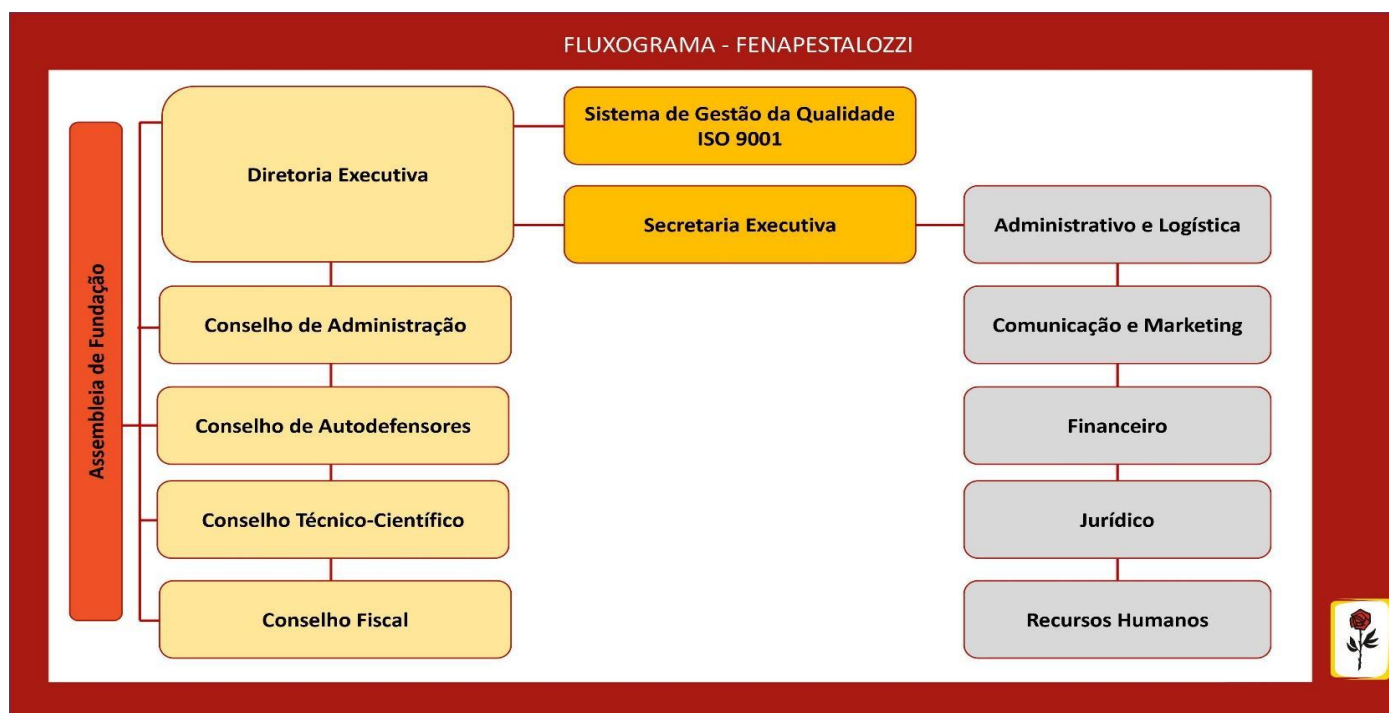 FLUXOGRAMA - FENAPESTALOZZI
Assembleia de Fundação
Diretoria Executiva
Conselho de Administração
Conselho de Autodefensores
Conselho Técnico-Científico
Conselho Fiscal
Sistema de Gestão da Qualidade
ISO 9001
Secretaria Executiva
Administrativo e Logística
Comunicação e Marketing
Financeiro
Jurídico
Recursos Humanos